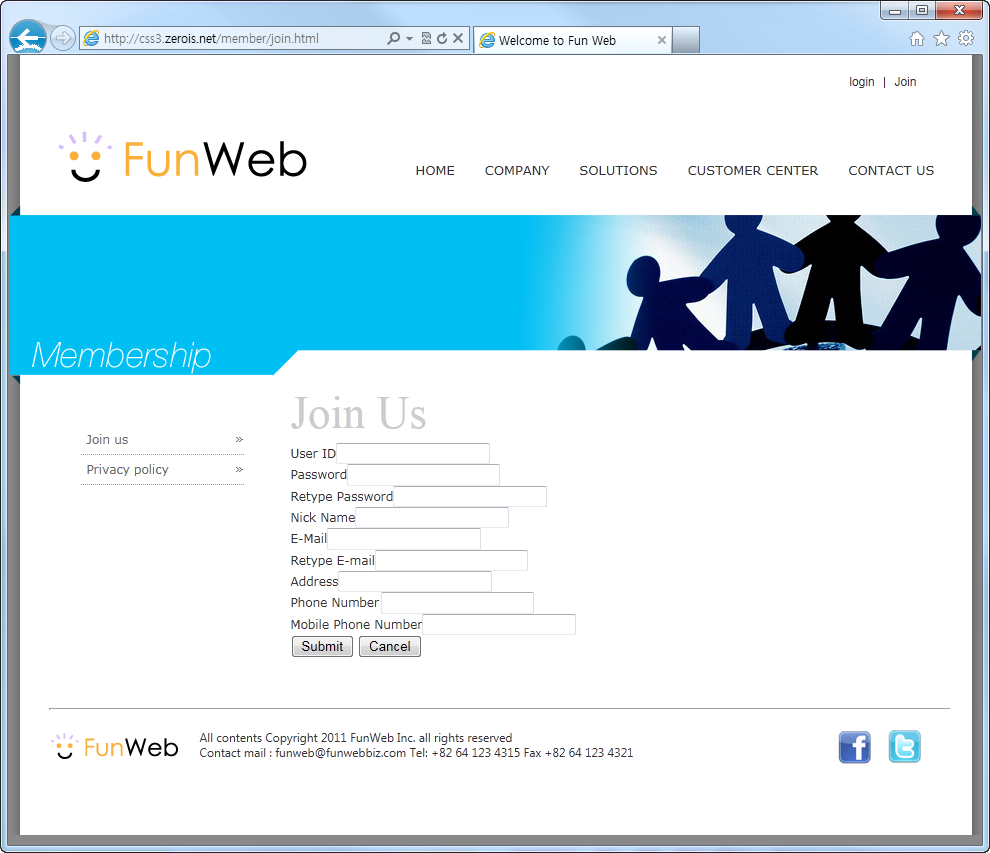 http://css3.zerois.net/member/join.html
Welcome to Fun Web
login | Join
FunWeb
HOME COMPANY SOLUTIONS CUSTOMER CENTER CONTACT US
Membership
Join us »
Privacy policy »
Join Us
User ID
Password
Retype Password
Nick Name
E-Mail
Retype E-mail
Address
Phone Number
Mobile Phone Number
Submit Cancel
FunWeb
All contents Copyright 2011 FunWeb Inc. all rights reserved
Contact mail : funweb@funwebbiz.com Tel: +82 64 123 4315 Fax +82 64 123 4321